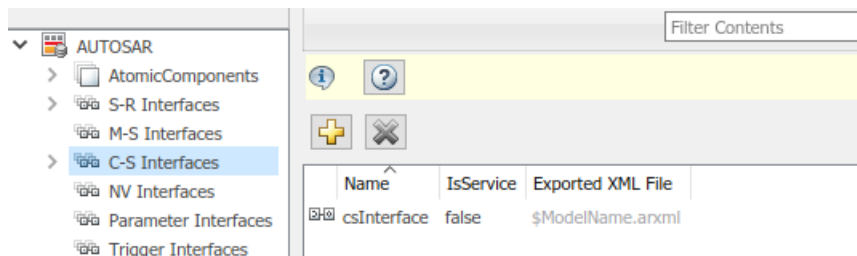 Filter Contents
AUTOSAR
AtomicComponents
S-R Interfaces
M-S Interfaces
C-S Interfaces
NV Interfaces
Parameter Interfaces
Trigger Interfaces
Name IsService Exported XML File
csInterface false $ModelName.arxml